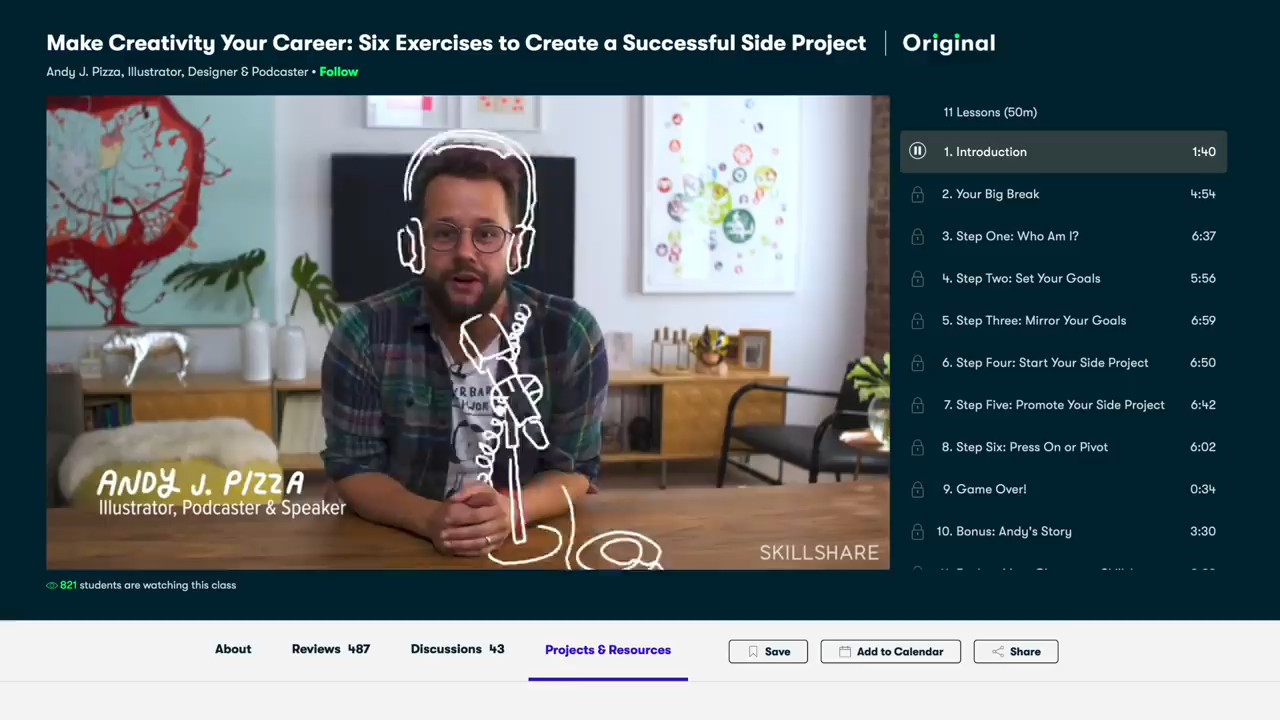 Make Creativity Your Career: Six Exercises to Create a Successful Side Project | Original
Andy J. Pizza, Illustrator, Designer & Podcaster • Follow
11 Lessons (50m)
1. Introduction 1:40
2. Your Big Break 4:54
3. Step One: Who Am I? 6:37
4. Step Two: Set Your Goals 5:56
5. Step Three: Mirror Your Goals 6:59
6. Step Four: Start Your Side Project 6:50
7. Step Five: Promote Your Side Project 6:42
8. Step Six: Press On or Pivot 6:02
9. Game Over! 0:34
10. Bonus: Andy's Story 3:30
ANDY J. PIZZA
Illustrator, Podcaster & Speaker
SKILLSHARE
821 students are watching this class
About Reviews 487 Discussions 43 Projects & Resources Save Add to Calendar Share